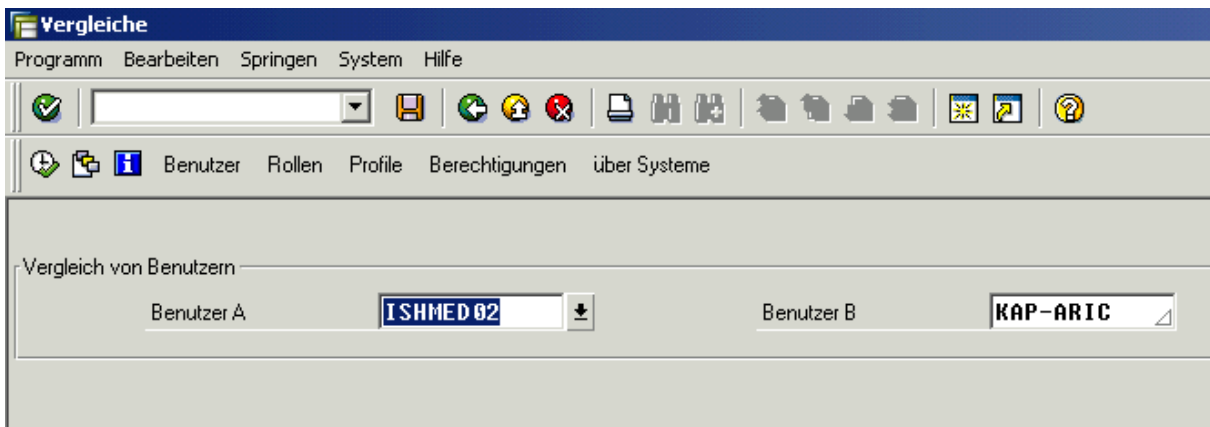 Vergleiche
Programm Bearbeiten Springen System Hilfe
Benutzer Rollen Profile Berechtigungen über Systeme
Vergleich von Benutzern
Benutzer A ISHMED02 Benutzer B KAP-ARIC